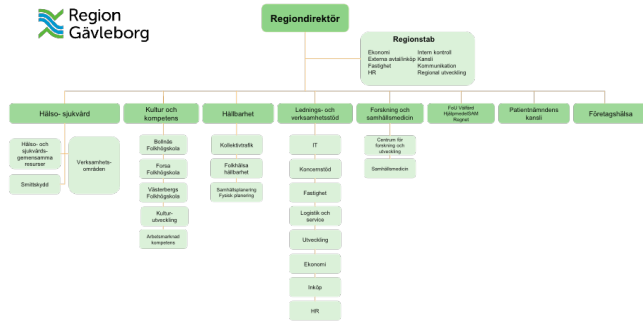 Region
Gävleborg
Regiondirektör
Regionstab
Ekonomi
Externa avtal/inköp
Fastighet
HR
Intern kontroll
Kansli
Kommunikation
Regional utveckling
Hälso- sjukvård
Kultur och
kompetens
Hållbarhet
Lednings- och
verksamhetsstöd
Forskning och
samhällsmedicin
FoU Välfärd
HjälpmedelSAM
Regnot
Patientnämndens
kansli
Företagshälsa
Hälso- och
sjukvårds-
gemensamma
resurser
Smittskydd
Verksamhets-
områden
Bollnäs
Folkhögskola
Forsa
Folkhögskola
Västerbergs
Folkhögskola
Kultur-
utveckling
Arbetsmarknad
kompetens
Kollektivtrafik
Folkhälsa
hållbarhet
Samhällsplanering
Fysisk planering
IT
Koncernstöd
Fastighet
Logistik och
service
Utveckling
Ekonomi
Inköp
HR
Centrum för
forskning och
utveckling
Samhällsmedicin